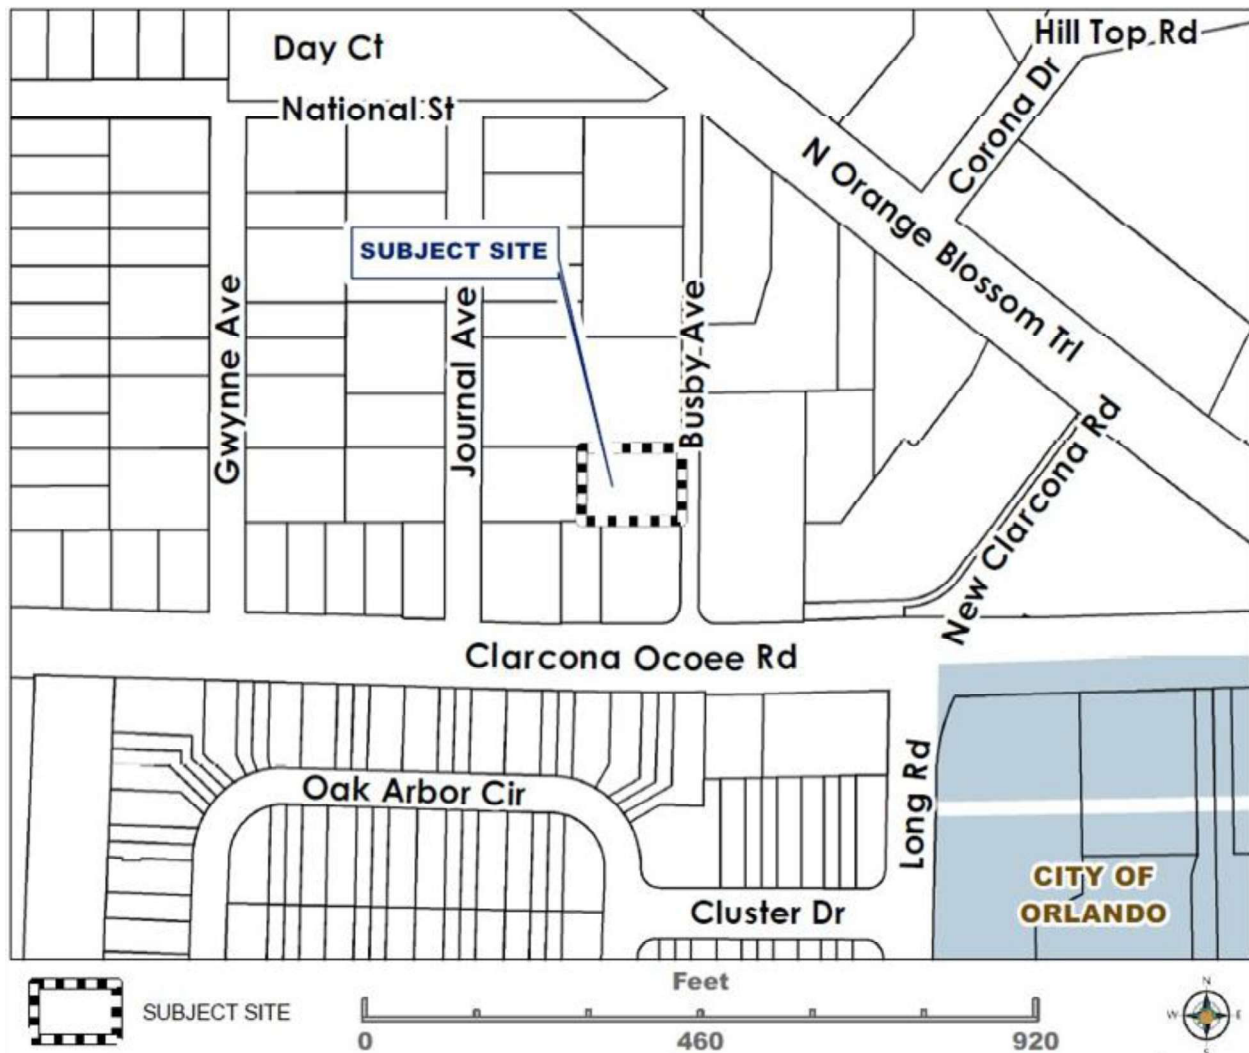 Day Ct
Hill Top Rd
National St
Corona Dr
N Orange Blossom Trl
SUBJECT SITE
Gwynne Ave
Journal Ave
Busby Ave
New Clarcona Rd
Clarcona Ocoee Rd
Oak Arbor Cir
Long Rd
CITY OF
ORLANDO
Cluster Dr
SUBJECT SITE
Feet
0 460 920
N
W E
S